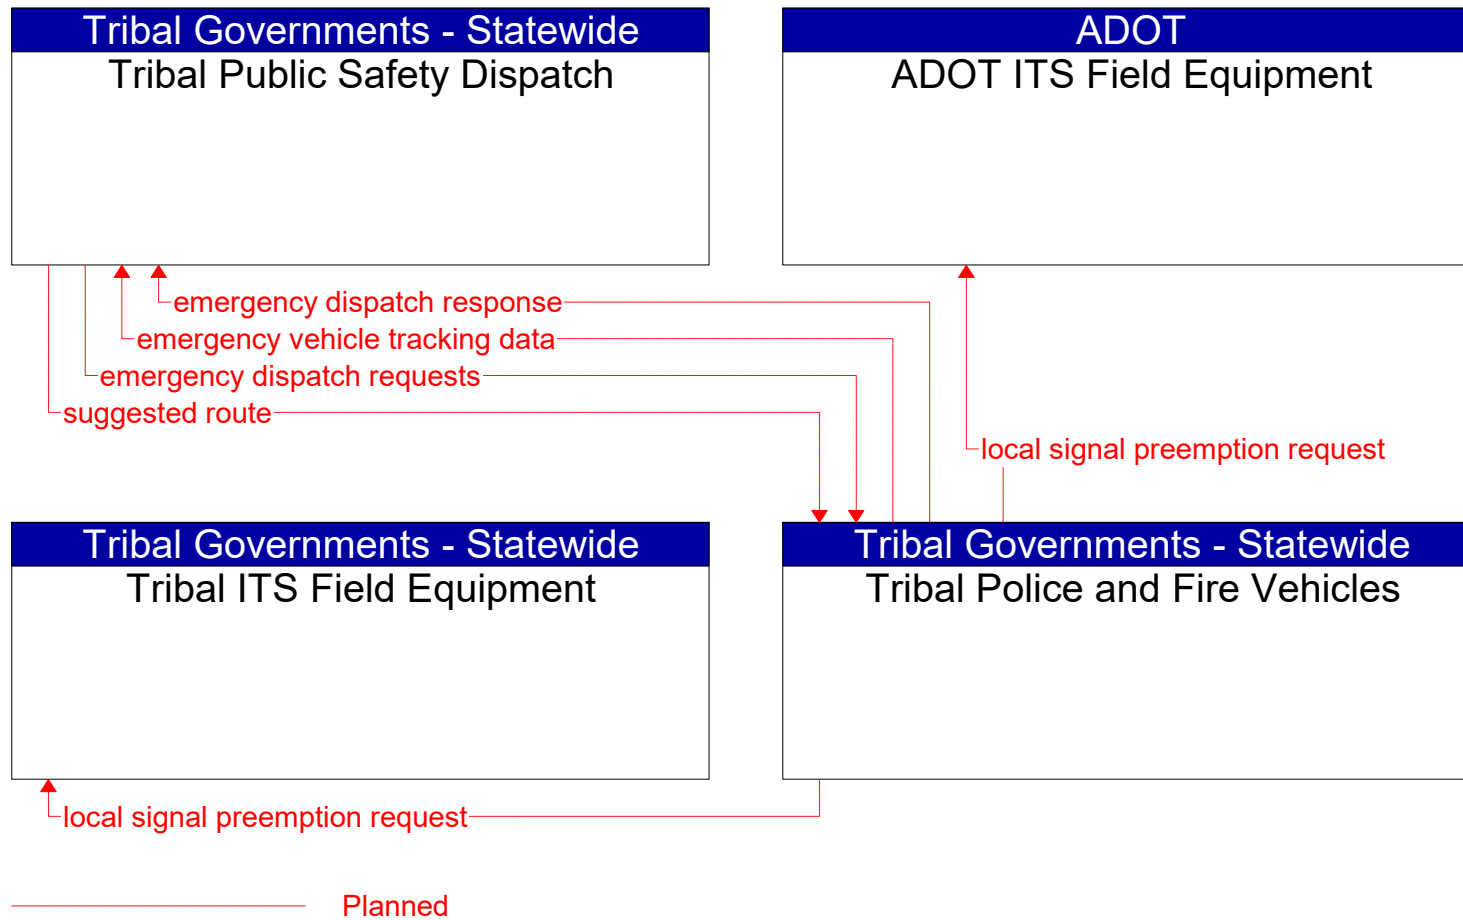 Tribal Governments - Statewide
Tribal Public Safety Dispatch
ADOT
ADOT ITS Field Equipment
emergency dispatch response
emergency vehicle tracking data
emergency dispatch requests
suggested route
local signal preemption request
Tribal Governments - Statewide
Tribal ITS Field Equipment
Tribal Governments - Statewide
Tribal Police and Fire Vehicles
local signal preemption request
Planned